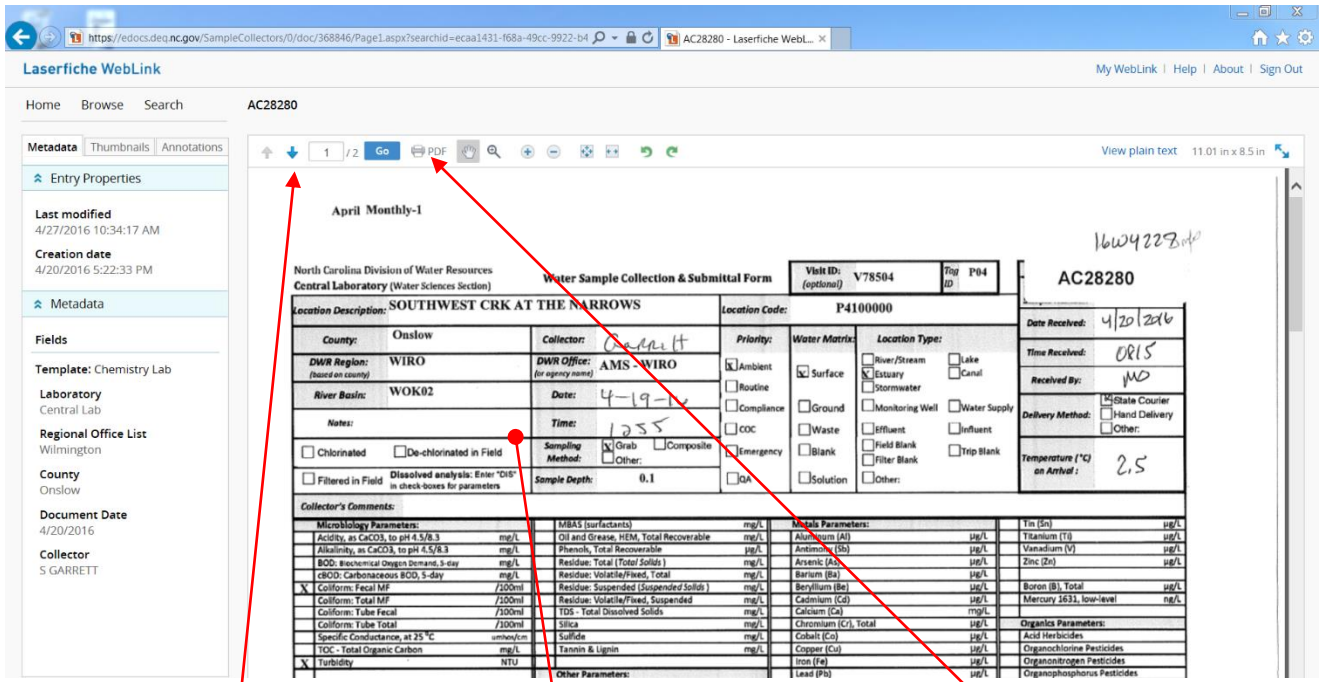 https://edocs.deq.nc.gov/SampleCollectors/0/doc/368846/Page1.aspx?searchid=ecaa1431-f68a-49cc-9922-b4
AC28280 - Laserfiche WebL...
Laserfiche WebLink
My WebLink | Help | About | Sign Out
Home Browse Search AC28280
Metadata Thumbnails Annotations
1 /2 Go PDF
View plain text 11.01 in x 8.5 in
Entry Properties
Last modified
4/27/2016 10:34:17 AM
Creation date
4/20/2016 5:22:33 PM
Metadata
Fields
Template: Chemistry Lab
Laboratory
Central Lab
Regional Office List
Wilmington
County
Onslow
Document Date
4/20/2016
Collector
S GARRETT
April Monthly-1
16W4228
North Carolina Division of Water Resources
Central Laboratory (Water Sciences Section)
Water Sample Collection & Submittal Form
Visit ID: V78504
(optional)
Tag ID P04
AC28280
Location Description: SOUTHWEST CRK AT THE NARROWS
Location Code: P4100000
County: Onslow
Collector: Garrett
Priority: Water Matrix: Location Type:
DWR Region: WIRO
(based on county)
DWR Office: AMS - WIRO
(or agency name)
River Basin: WOK02
Date: 4-19-16
Notes:
Time: 1255
Chlorinated De-chlorinated in Field
Sampling Method: X Grab Composite
Other:
Filtered in Field Dissolved analysis: Enter "DIS"
in check-boxes for parameters
Sample Depth: 0.1
X Ambient
Routine
Compliance
COC
Emergency
QA
X Surface
Ground
Waste
Blank
Solution
River/Stream Lake
X Estuary Canal
Stormwater
Monitoring Well Water Supply
Effluent Influent
Field Blank
Filter Blank Trip Blank
Other:
Date Received: 4/20/2016
Time Received: 0815
Received By: MD
Delivery Method: X State Courier
Hand Delivery
Other:
Temperature (°C)
on Arrival : 2.5
Collector's Comments:
Microbiology Parameters:
Acidity, as CaCO3, to pH 4.5/8.3 mg/L
Alkalinity, as CaCO3, to pH 4.5/8.3 mg/L
BOD: Biochemical Oxygen Demand, 5-day mg/L
cBOD: Carbonaceous BOD, 5-day mg/L
X Coliform: Fecal MF /100ml
Coliform: Total MF /100ml
Coliform: Tube Fecal /100ml
Coliform: Tube Total /100ml
Specific Conductance, at 25 °C umhos/cm
TOC - Total Organic Carbon mg/L
X Turbidity NTU
MBAS (surfactants) mg/L
Oil and Grease, HEM, Total Recoverable mg/L
Phenols, Total Recoverable µg/L
Residue: Total (Total Solids) mg/L
Residue: Volatile/Fixed, Total mg/L
Residue: Suspended (Suspended Solids) mg/L
Residue: Volatile/Fixed, Suspended mg/L
TDS - Total Dissolved Solids mg/L
Silica mg/L
Sulfide mg/L
Tannin & Lignin mg/L
Other Parameters:
Metals Parameters:
Aluminum (Al) µg/L
Antimony (Sb) µg/L
Arsenic (As) µg/L
Barium (Ba) µg/L
Beryllium (Be) µg/L
Cadmium (Cd) µg/L
Calcium (Ca) mg/L
Chromium (Cr), Total µg/L
Cobalt (Co) µg/L
Copper (Cu) µg/L
Iron (Fe) µg/L
Lead (Pb) µg/L
Tin (Sn) µg/L
Titanium (Ti) µg/L
Vanadium (V) µg/L
Zinc (Zn) µg/L
Boron (B), Total µg/L
Mercury 1631, low-level ng/L
Organics Parameters:
Acid Herbicides
Organochlorine Pesticides
Organonitrogen Pesticides
Organophosphorus Pesticides